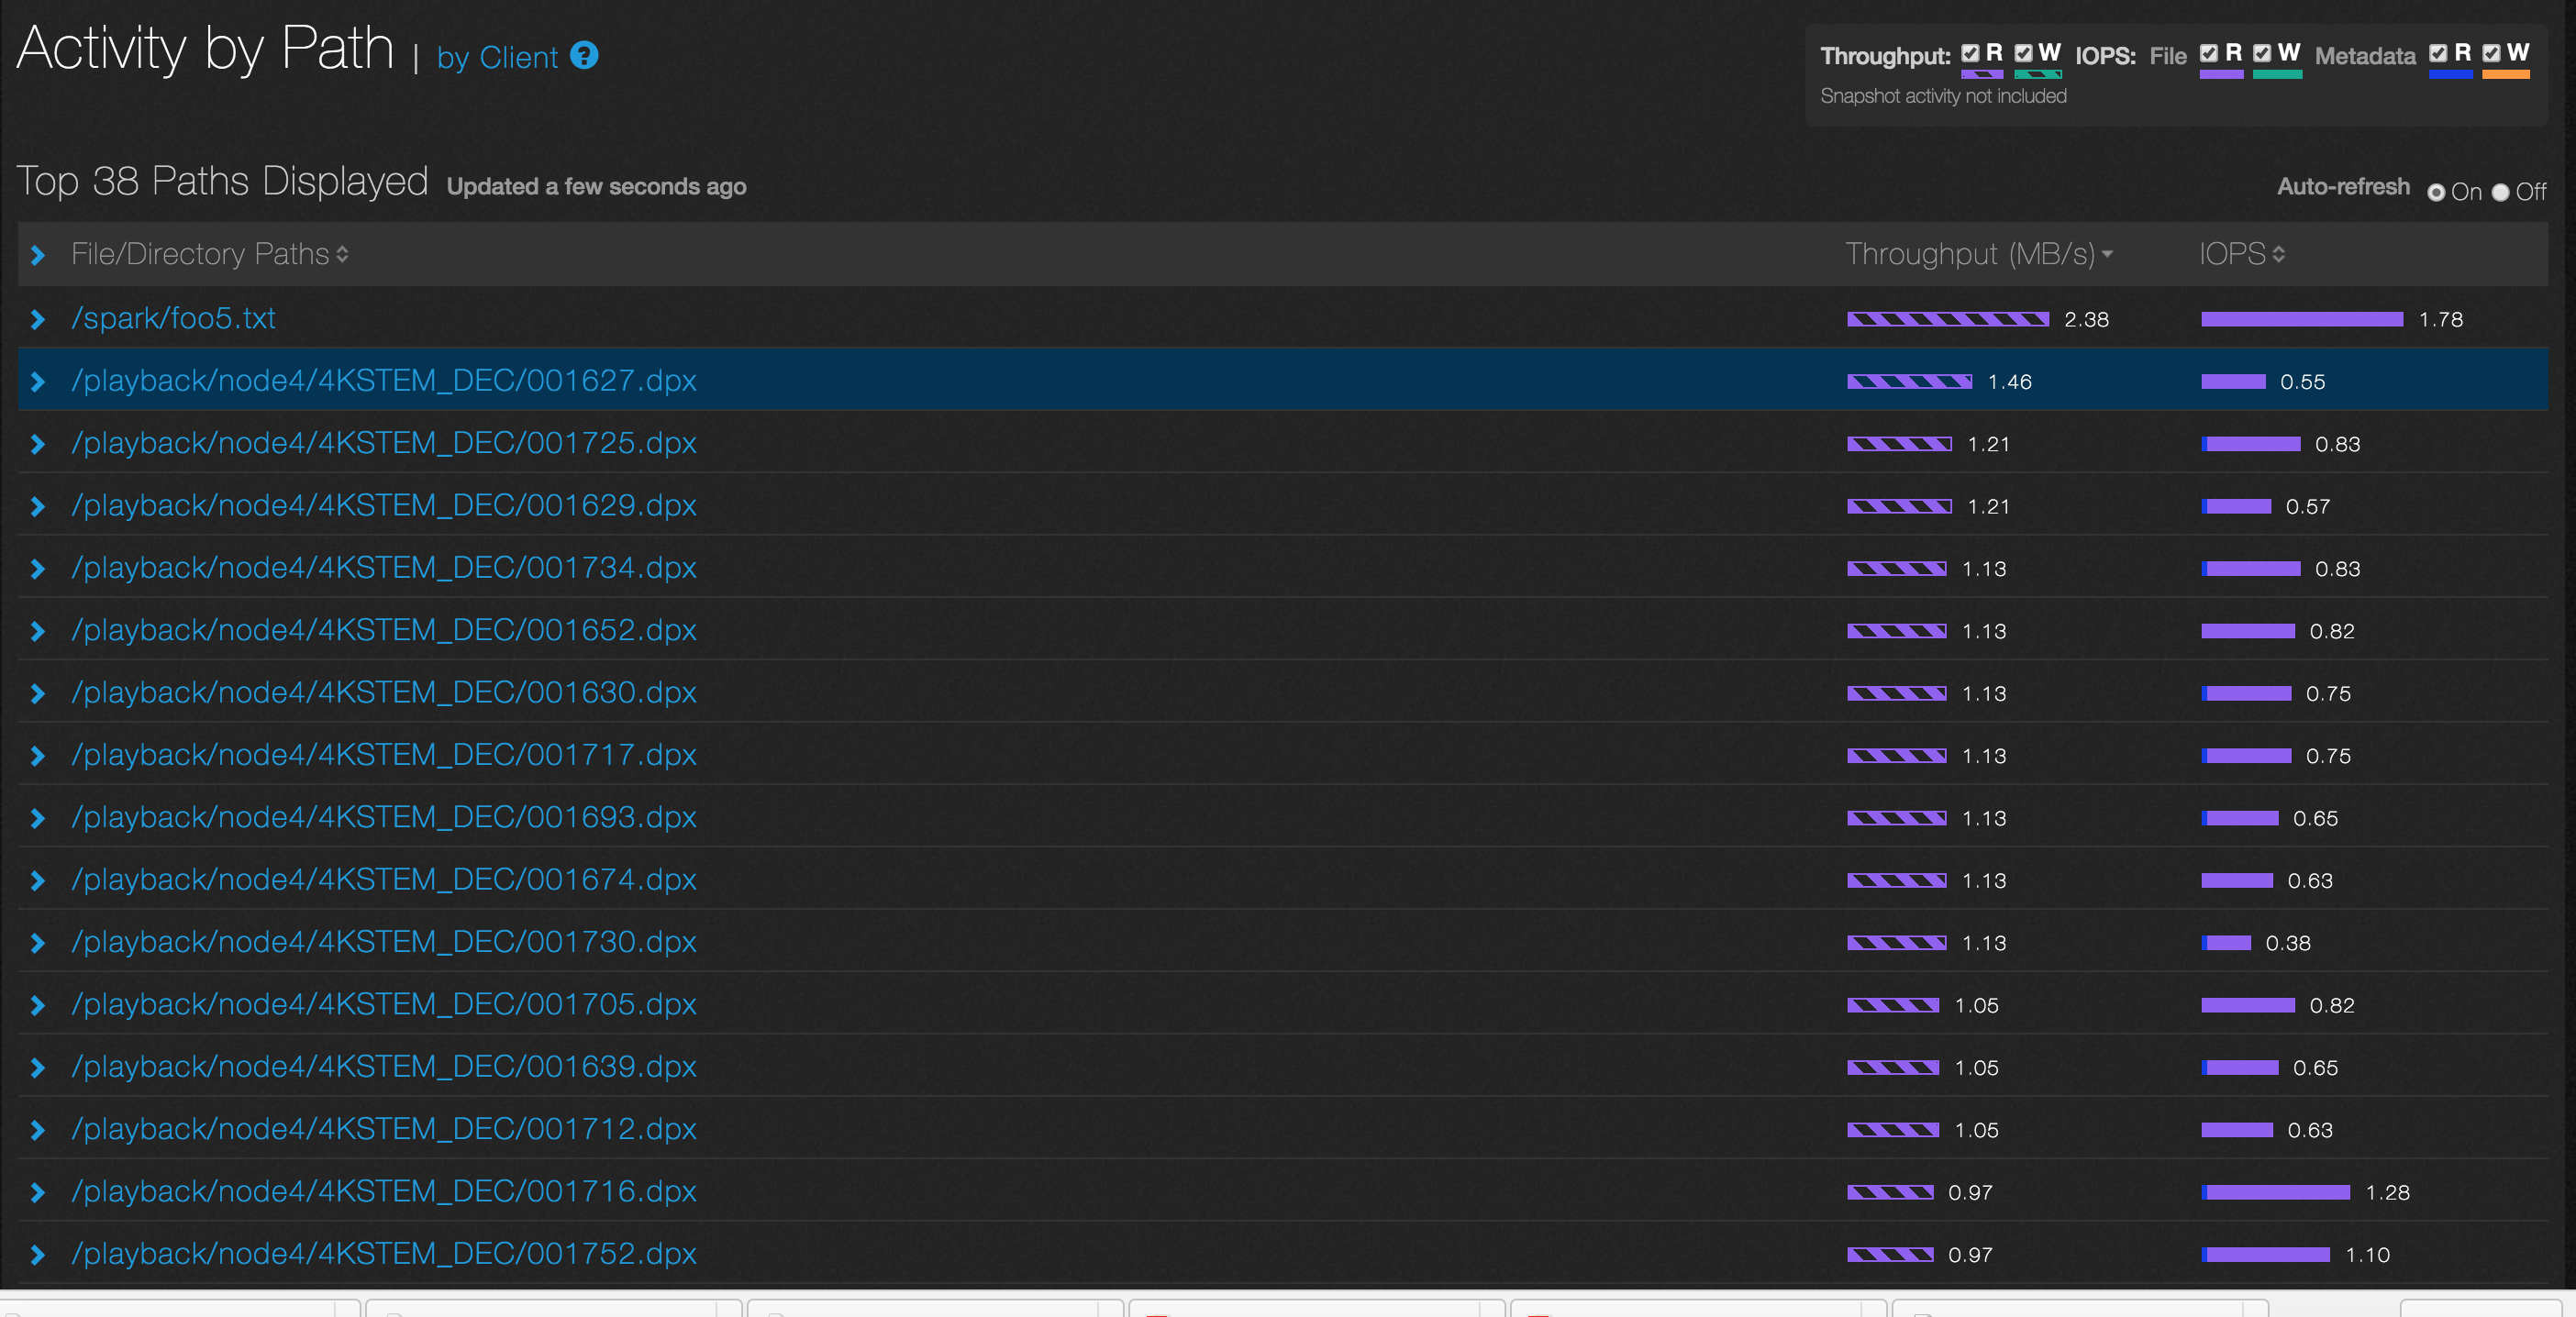 Activity by Path | by Client ?
Throughput: R W IOPS: File R W Metadata R W
Snapshot activity not included
Top 38 Paths Displayed Updated a few seconds ago
Auto-refresh On Off
File/Directory Paths Throughput (MB/s) IOPS
/spark/foo5.txt 2.38 1.78
/playback/node4/4KSTEM_DEC/001627.dpx 1.46 0.55
/playback/node4/4KSTEM_DEC/001725.dpx 1.21 0.83
/playback/node4/4KSTEM_DEC/001629.dpx 1.21 0.57
/playback/node4/4KSTEM_DEC/001734.dpx 1.13 0.83
/playback/node4/4KSTEM_DEC/001652.dpx 1.13 0.82
/playback/node4/4KSTEM_DEC/001630.dpx 1.13 0.75
/playback/node4/4KSTEM_DEC/001717.dpx 1.13 0.75
/playback/node4/4KSTEM_DEC/001693.dpx 1.13 0.65
/playback/node4/4KSTEM_DEC/001674.dpx 1.13 0.63
/playback/node4/4KSTEM_DEC/001730.dpx 1.13 0.38
/playback/node4/4KSTEM_DEC/001705.dpx 1.05 0.82
/playback/node4/4KSTEM_DEC/001639.dpx 1.05 0.65
/playback/node4/4KSTEM_DEC/001712.dpx 1.05 0.63
/playback/node4/4KSTEM_DEC/001716.dpx 0.97 1.28
/playback/node4/4KSTEM_DEC/001752.dpx 0.97 1.10